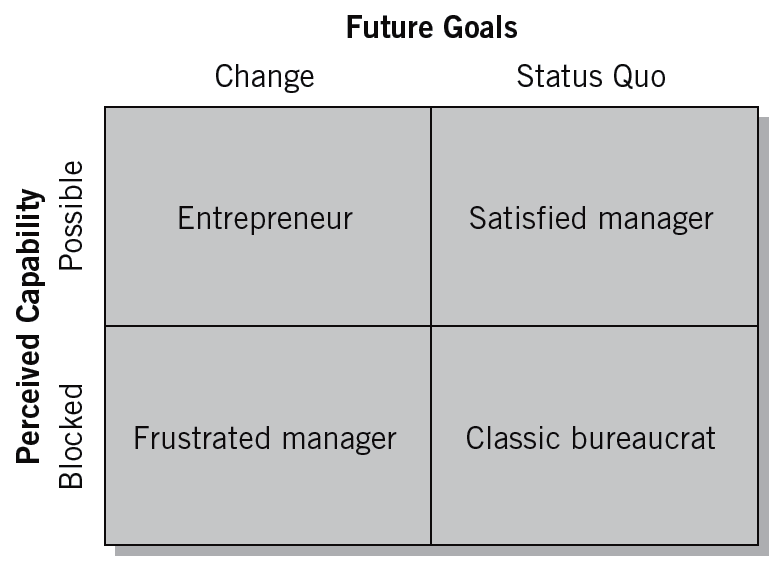 Future Goals
Change
Status Quo
Perceived Capability
Possible
Entrepreneur
Satisfied manager
Blocked
Frustrated manager
Classic bureaucrat